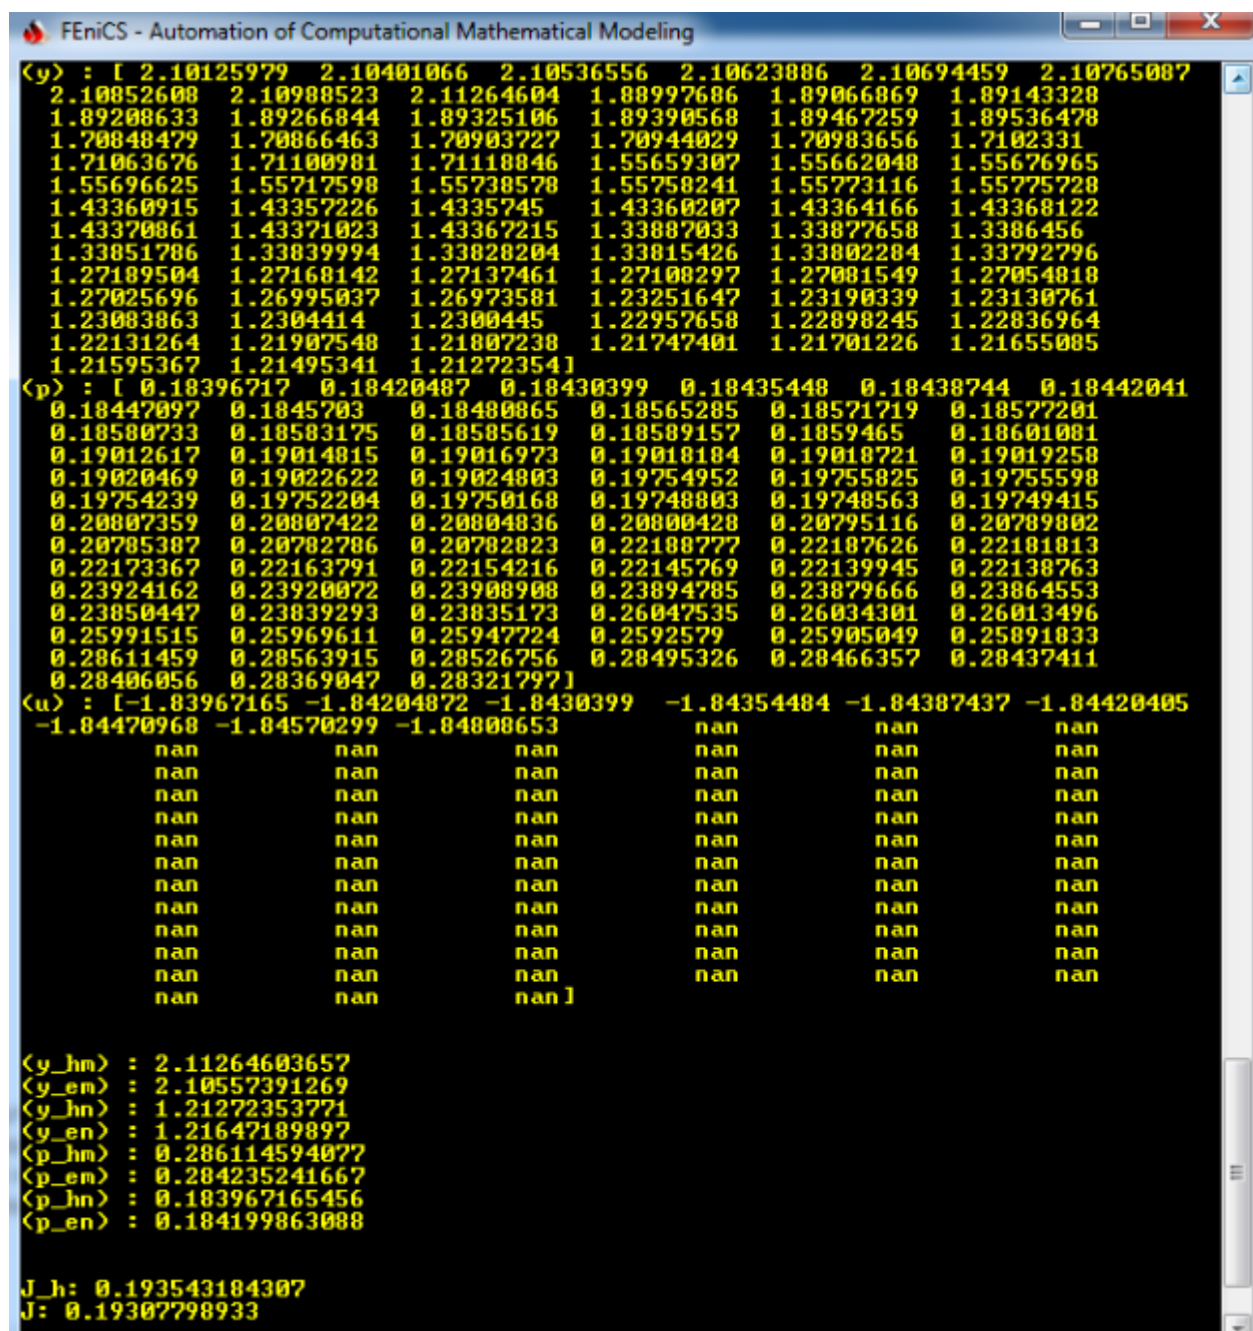 FEniCS - Automation of Computational Mathematical Modeling
(y) : [ 2.10125979 2.10401066 2.10536556 2.10623886 2.10694459 2.10765087
2.10852608 2.10988523 2.11264604 1.88997686 1.89066869 1.89143328
1.89208633 1.89266844 1.89325106 1.89390568 1.89467259 1.89536478
1.70848479 1.70866463 1.70903727 1.70944029 1.70983656 1.7102331
1.71063676 1.71100981 1.71118846 1.55659307 1.55662048 1.55676965
1.55696625 1.55717598 1.55738578 1.55758241 1.55773116 1.55775728
1.43360915 1.43357226 1.4335745 1.43360207 1.43364166 1.43368122
1.43370861 1.43371023 1.43367215 1.33887033 1.33877658 1.3386456
1.33851786 1.33839994 1.33828204 1.33815426 1.33802284 1.33792796
1.27189504 1.27168142 1.27137461 1.27108297 1.27081549 1.27054818
1.27025696 1.26995037 1.26973581 1.23251647 1.23190339 1.23130761
1.23083863 1.2304414 1.2300445 1.22957658 1.22898245 1.22836964
1.22131264 1.21907548 1.21807238 1.21747401 1.21701226 1.21655085
1.21595367 1.21495341 1.21272354]
(p) : [ 0.18396717 0.18420487 0.18430399 0.18435448 0.18438744 0.18442041
0.18447097 0.1845703 0.18480865 0.18565285 0.18571719 0.18577201
0.18580733 0.18583175 0.18585619 0.18589157 0.1859465 0.18601081
0.19012617 0.19014815 0.19016973 0.19018184 0.19018721 0.19019258
0.19020469 0.19022622 0.19024803 0.19754952 0.19755825 0.19755598
0.19754239 0.19752204 0.19750168 0.19748803 0.19748563 0.19749415
0.20807359 0.20807422 0.20804836 0.20800428 0.20795116 0.20789802
0.20785387 0.20782786 0.20782823 0.22188777 0.22187626 0.22181813
0.22173367 0.22163791 0.22154216 0.22145769 0.22139945 0.22138763
0.23924162 0.23920072 0.23908908 0.23894785 0.23879666 0.23864553
0.23850447 0.23839293 0.23835173 0.26047535 0.26034301 0.26013496
0.25991515 0.25969611 0.25947724 0.2592579 0.25905049 0.25891833
0.28611459 0.28563915 0.28526756 0.28495326 0.28466357 0.28437411
0.28406056 0.28369047 0.28321797]
(u) : [-1.83967165 -1.84204872 -1.8430399 -1.84354484 -1.84387437 -1.84420405
-1.84470968 -1.84570299 -1.84808653 nan nan nan
nan nan nan nan nan nan
nan nan nan nan nan nan
nan nan nan nan nan nan
nan nan nan nan nan nan
nan nan nan nan nan nan
nan nan nan nan nan nan
nan nan nan nan nan nan
nan nan nan nan nan nan
nan nan nan nan nan nan
nan nan nan nan nan nan
nan nan nan nan nan nan
nan nan nan]
(y_hm) : 2.11264603657
(y_em) : 2.10557391269
(y_hn) : 1.21272353771
(y_en) : 1.21647189897
(p_hm) : 0.286114594077
(p_em) : 0.284235241667
(p_hn) : 0.183967165456
(p_en) : 0.184199863088
J_h: 0.193543184307
J: 0.19307798933